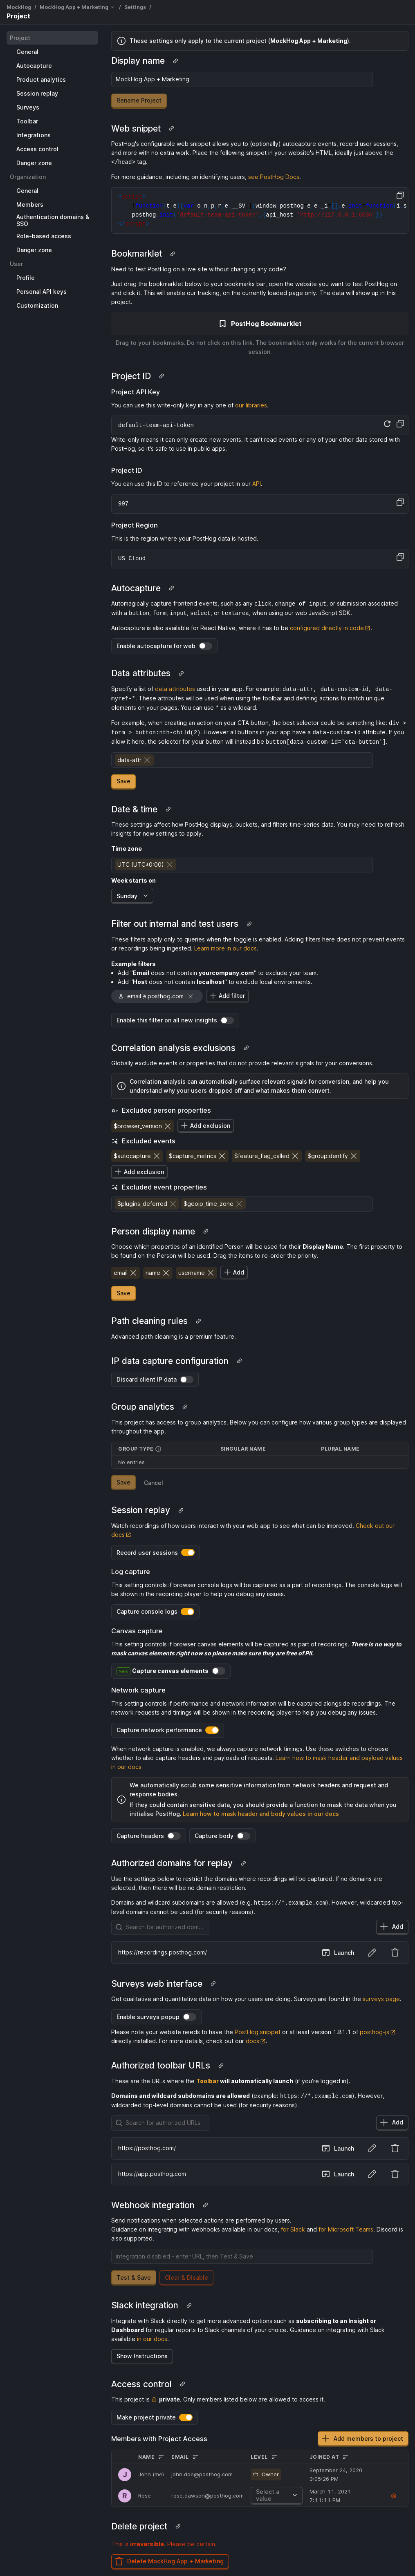 MockHog / MockHog App + Marketing / Settings /
Project
Project
General
Autocapture
Product analytics
Session replay
Surveys
Toolbar
Integrations
Access control
Danger zone
Organization
General
Members
Authentication domains &
SSO
Role-based access
Danger zone
User
Profile
Personal API keys
Customization
These settings only apply to the current project (MockHog App + Marketing).
Display name
MockHog App + Marketing
Rename Project
Web snippet
PostHog's configurable web snippet allows you to (optionally) autocapture events, record user sessions,
and more with no extra work. Place the following snippet in your website's HTML, ideally just above the
</head> tag.
For more guidance, including on identifying users, see PostHog Docs.
t e o n p r e __SV window posthog e e _i e i s
posthog 'default-team-api-token' api_host
Bookmarklet
Need to test PostHog on a live site without changing any code?
Just drag the bookmarklet below to your bookmarks bar, open the website you want to test PostHog on
and click it. This will enable our tracking, on the currently loaded page only. The data will show up in this
project.
PostHog Bookmarklet
Drag to your bookmarks. Do not click on this link. The bookmarklet only works for the current browser
session.
Project ID
Project API Key
You can use this write-only key in any one of our libraries.
default-team-api-token
Write-only means it can only create new events. It can't read events or any of your other data stored with
PostHog, so it's safe to use in public apps.
Project ID
You can use this ID to reference your project in our API.
997
Project Region
This is the region where your PostHog data is hosted.
US Cloud
Autocapture
Automagically capture frontend events, such as any click, change of input, or submission associated
with a button, form, input, select, or textarea, when using our web JavaScript SDK.
Autocapture is also available for React Native, where it has to be configured directly in code.
Enable autocapture for web
Data attributes
Specify a list of data attributes used in your app. For example: data-attr, data-custom-id, data-
myref-*. These attributes will be used when using the toolbar and defining actions to match unique
elements on your pages. You can use * as a wildcard.
For example, when creating an action on your CTA button, the best selector could be something like: div >
form > button:nth-child(2). However all buttons in your app have a data-custom-id attribute. If you
allow it here, the selector for your button will instead be button[data-custom-id='cta-button'].
data-attr
Save
Date & time
These settings affect how PostHog displays, buckets, and filters time-series data. You may need to refresh
insights for new settings to apply.
Time zone
UTC (UTC±0:00)
Week starts on
Sunday
Filter out internal and test users
These filters apply only to queries when the toggle is enabled. Adding filters here does not prevent events
or recordings being ingested. Learn more in our docs.
Example filters
• Add "Email does not contain yourcompany.com" to exclude your team.
• Add "Host does not contain localhost" to exclude local environments.
email ∌ posthog.com
Add filter
Enable this filter on all new insights
Correlation analysis exclusions
Globally exclude events or properties that do not provide relevant signals for your conversions.
Correlation analysis can automatically surface relevant signals for conversion, and help you
understand why your users dropped off and what makes them convert.
Excluded person properties
$browser_version Add exclusion
Excluded events
$autocapture $capture_metrics $feature_flag_called $groupidentify
Add exclusion
Excluded event properties
$plugins_deferred $geoip_time_zone
Person display name
Choose which properties of an identified Person will be used for their Display Name. The first property to
be found on the Person will be used. Drag the items to re-order the priority.
email name username Add
Save
Path cleaning rules
Advanced path cleaning is a premium feature.
IP data capture configuration
Discard client IP data
Group analytics
This project has access to group analytics. Below you can configure how various group types are displayed
throughout the app.
GROUP TYPE SINGULAR NAME PLURAL NAME
No entries
Save Cancel
Session replay
Watch recordings of how users interact with your web app to see what can be improved. Check out our
docs
Record user sessions
Log capture
This setting controls if browser console logs will be captured as a part of recordings. The console logs will
be shown in the recording player to help you debug any issues.
Capture console logs
Canvas capture
This setting controls if browser canvas elements will be captured as part of recordings. There is no way to
mask canvas elements right now so please make sure they are free of PII.
New Capture canvas elements
Network capture
This setting controls if performance and network information will be captured alongside recordings. The
network requests and timings will be shown in the recording player to help you debug any issues.
Capture network performance
When network capture is enabled, we always capture network timings. Use these switches to choose
whether to also capture headers and payloads of requests. Learn how to mask header and payload values
in our docs
We automatically scrub some sensitive information from network headers and request and
response bodies.
If they could contain sensitive data, you should provide a function to mask the data when you
initialise PostHog. Learn how to mask header and body values in our docs
Capture headers Capture body
Authorized domains for replay
Use the settings below to restrict the domains where recordings will be captured. If no domains are
selected, then there will be no domain restriction.
Domains and wildcard subdomains are allowed (e.g. https://*.example.com). However, wildcarded top-
level domains cannot be used (for security reasons).
Search for authorized dom... Add
https://recordings.posthog.com/ Launch
Surveys web interface
Get qualitative and quantitative data on how your users are doing. Surveys are found in the surveys page.
Enable surveys popup
Please note your website needs to have the PostHog snippet or at least version 1.81.1 of posthog-js
directly installed. For more details, check out our docs.
Authorized toolbar URLs
These are the URLs where the Toolbar will automatically launch (if you're logged in).
Domains and wildcard subdomains are allowed (example: https://*.example.com). However,
wildcarded top-level domains cannot be used (for security reasons).
Search for authorized URLs Add
https://posthog.com/ Launch
https://app.posthog.com Launch
Webhook integration
Send notifications when selected actions are performed by users.
Guidance on integrating with webhooks available in our docs, for Slack and for Microsoft Teams. Discord is
also supported.
integration disabled - enter URL, then Test & Save
Test & Save Clear & Disable
Slack integration
Integrate with Slack directly to get more advanced options such as subscribing to an Insight or
Dashboard for regular reports to Slack channels of your choice. Guidance on integrating with Slack
available in our docs.
Show Instructions
Access control
This project is private. Only members listed below are allowed to access it.
Make project private
Members with Project Access Add members to project
NAME EMAIL LEVEL JOINED AT
J John (me) john.doe@posthog.com Owner September 24, 2020
3:05:26 PM
R Rose rose.dawson@posthog.com Select a
value March 11, 2021
7:11:11 PM
Delete project
This is irreversible. Please be certain.
Delete MockHog App + Marketing